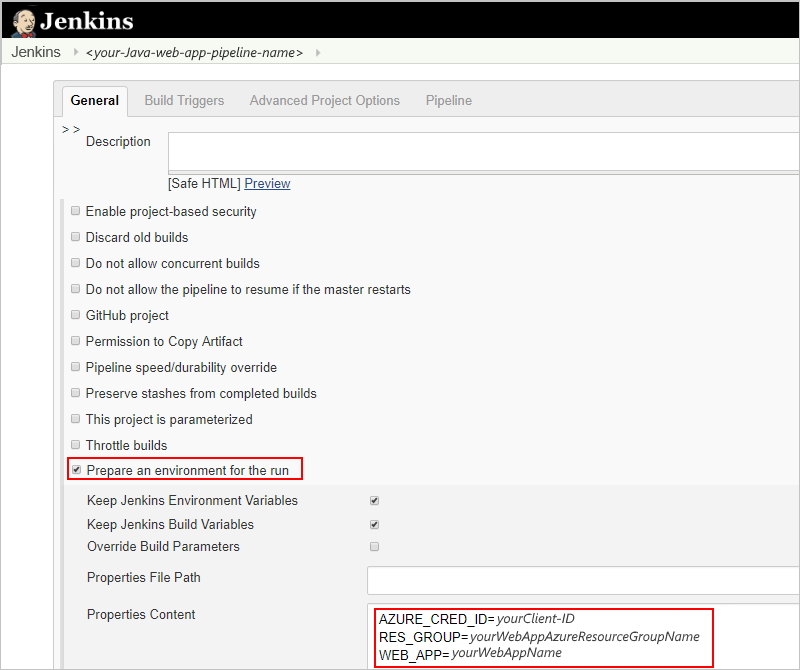 Jenkins
Jenkins <your-Java-web-app-pipeline-name>
General Build Triggers Advanced Project Options Pipeline
> >
Description
[Safe HTML] Preview
Enable project-based security
Discard old builds
Do not allow concurrent builds
Do not allow the pipeline to resume if the master restarts
GitHub project
Permission to Copy Artifact
Pipeline speed/durability override
Preserve stashes from completed builds
This project is parameterized
Throttle builds
Prepare an environment for the run
Keep Jenkins Environment Variables
Keep Jenkins Build Variables
Override Build Parameters
Properties File Path
Properties Content
AZURE_CRED_ID=yourClient-ID
RES_GROUP=yourWebAppAzureResourceGroupName
WEB_APP=yourWebAppName